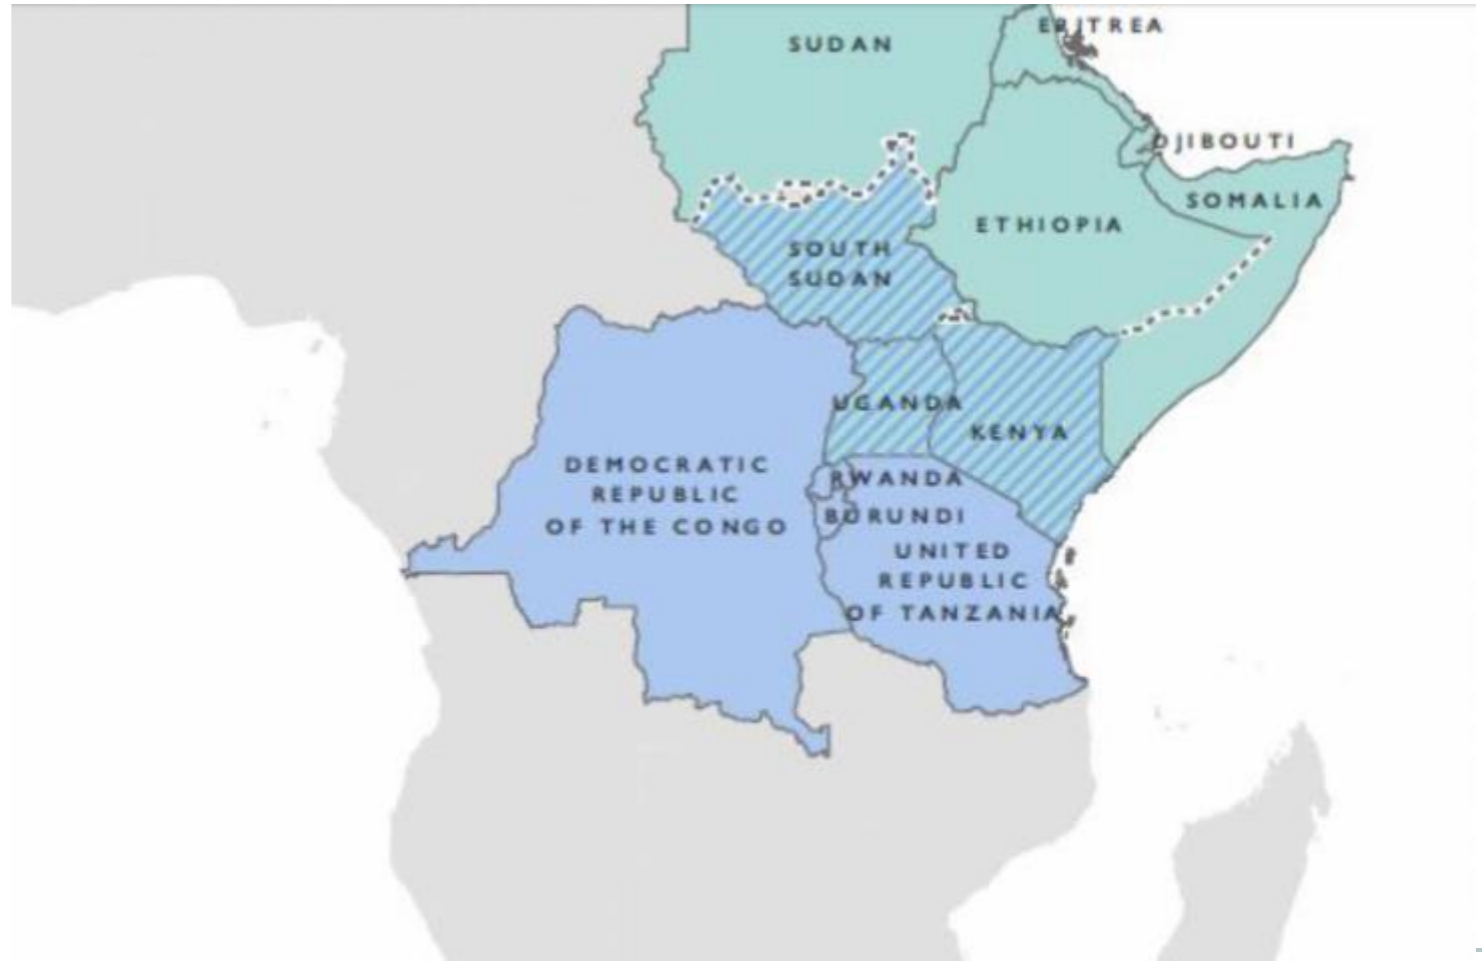 ERITREA
SUDAN
DJIBOUTI
SOMALIA
ETHIOPIA
SOUTH
SUDAN
UGANDA
KENYA
DEMOCRATIC
REPUBLIC
OF THE CONGO
RWANDA
BURUNDI
UNITED
REPUBLIC
OF TANZANIA